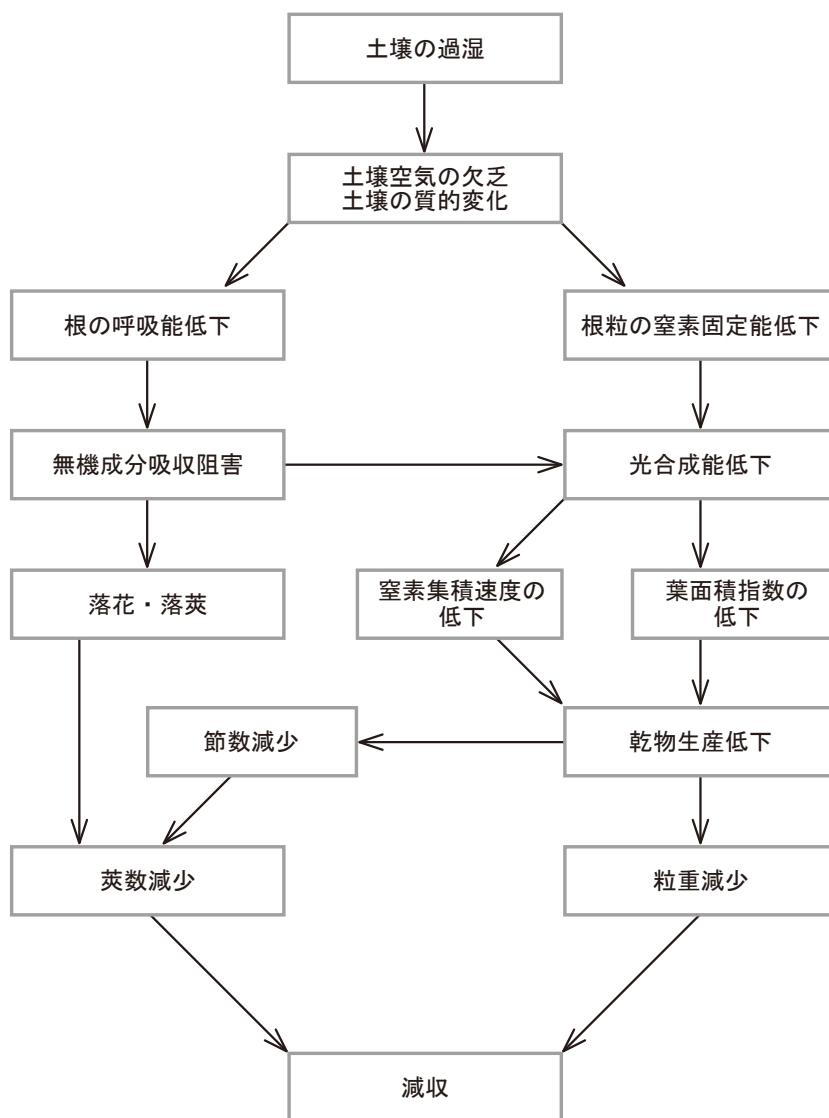 土壌の過湿
土壌空気の欠乏
土壌の質的変化
根の呼吸能低下
根粒の窒素固定能低下
無機成分吸収阻害
光合成能低下
落花・落莢
窒素集積速度の
低下
葉面積指数の
低下
節数減少
乾物生産低下
莢数減少
粒重減少
減収